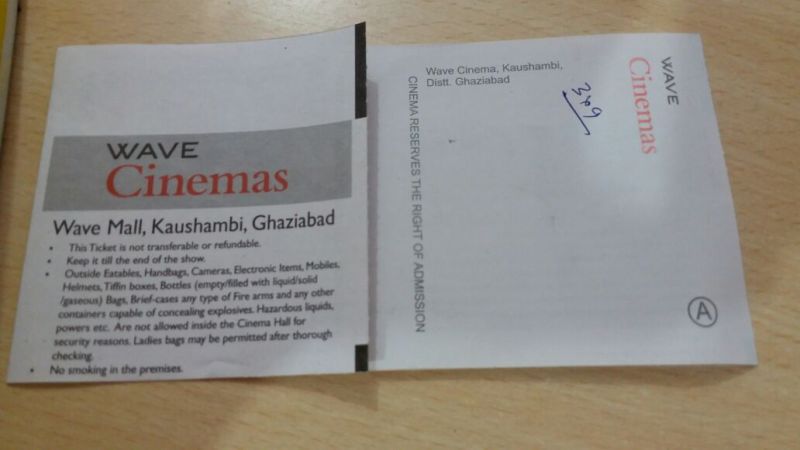 WAVE
Cinemas
Wave Mall, Kaushambi, Ghaziabad
• This Ticket is not transferable or refundable.
• Keep it till the end of the show.
• Outside Eatables, Handbags, Cameras, Electronic Items, Mobiles,
Helmets, Tiffin boxes, Bottles (empty/filled with liquid/solid
/gaseous) Bags, Brief-cases any type of Fire arms and any other
containers capable of concealing explosives. Hazardous liquids,
powers etc. Are not allowed inside the Cinema Hall for
security reasons. Ladies bags may be permitted after thorough
checking.
• No smoking in the premises.
Wave Cinema, Kaushambi,
Distt. Ghaziabad
CINEMA RESERVES THE RIGHT OF ADMISSION
WAVE
Cinemas
A